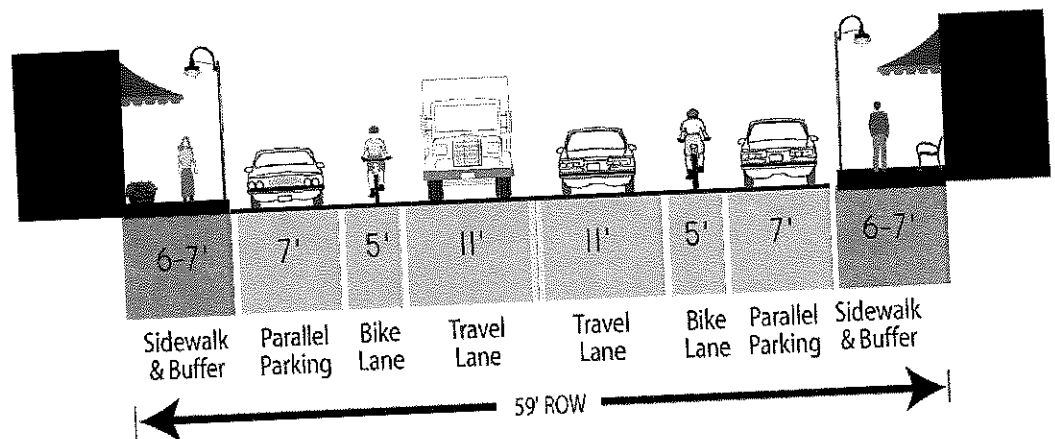 6-7'
7'
5'
11'
11'
5'
7'
6-7'
Sidewalk
& Buffer
Parallel
Parking
Bike
Lane
Travel
Lane
Travel
Lane
Bike
Lane
Parallel
Parking
Sidewalk
& Buffer
59' ROW